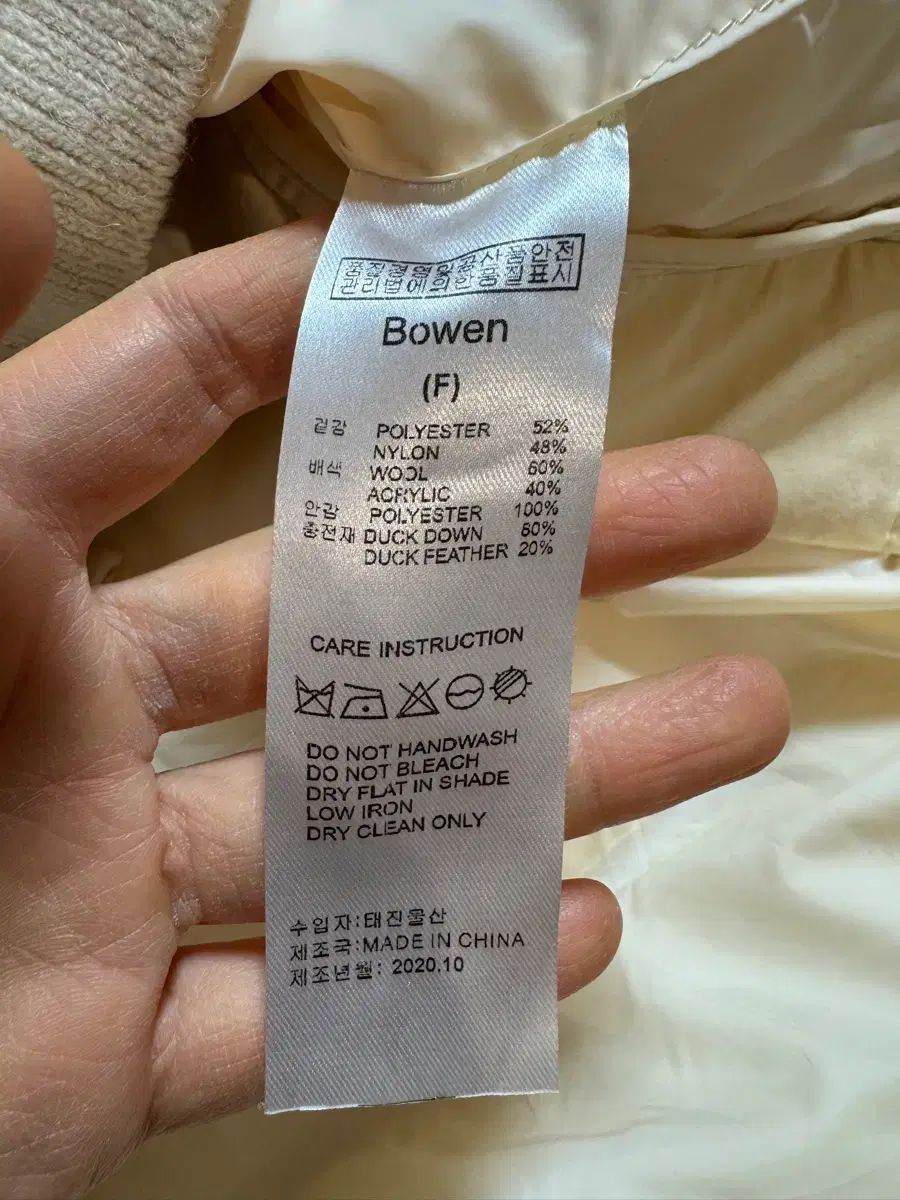 품질경영및공산품안전
관리법에의한품질표시
Bowen
(F)
겉감 POLYESTER 52%
NYLON 48%
배색 WOOL 60%
ACRYLIC 40%
안감 POLYESTER 100%
충전재 DUCK DOWN 80%
DUCK FEATHER 20%
CARE INSTRUCTION
DO NOT HANDWASH
DO NOT BLEACH
DRY FLAT IN SHADE
LOW IRON
DRY CLEAN ONLY
수입자:태진물산
제조국:MADE IN CHINA
제조년월: 2020.10